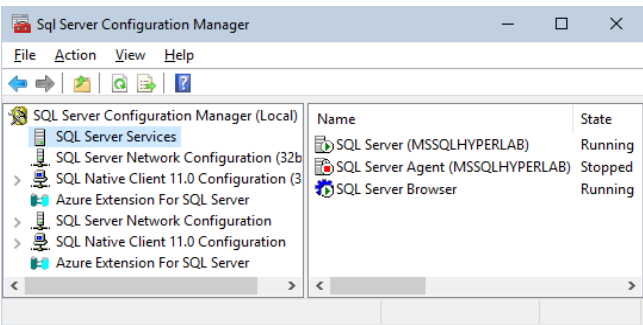 Sql Server Configuration Manager
File Action View Help
SQL Server Configuration Manager (Local)
SQL Server Services
SQL Server Network Configuration (32b
SQL Native Client 11.0 Configuration (3
Azure Extension For SQL Server
SQL Server Network Configuration
SQL Native Client 11.0 Configuration
Azure Extension For SQL Server
Name State
SQL Server (MSSQLHYPERLAB) Running
SQL Server Agent (MSSQLHYPERLAB) Stopped
SQL Server Browser Running